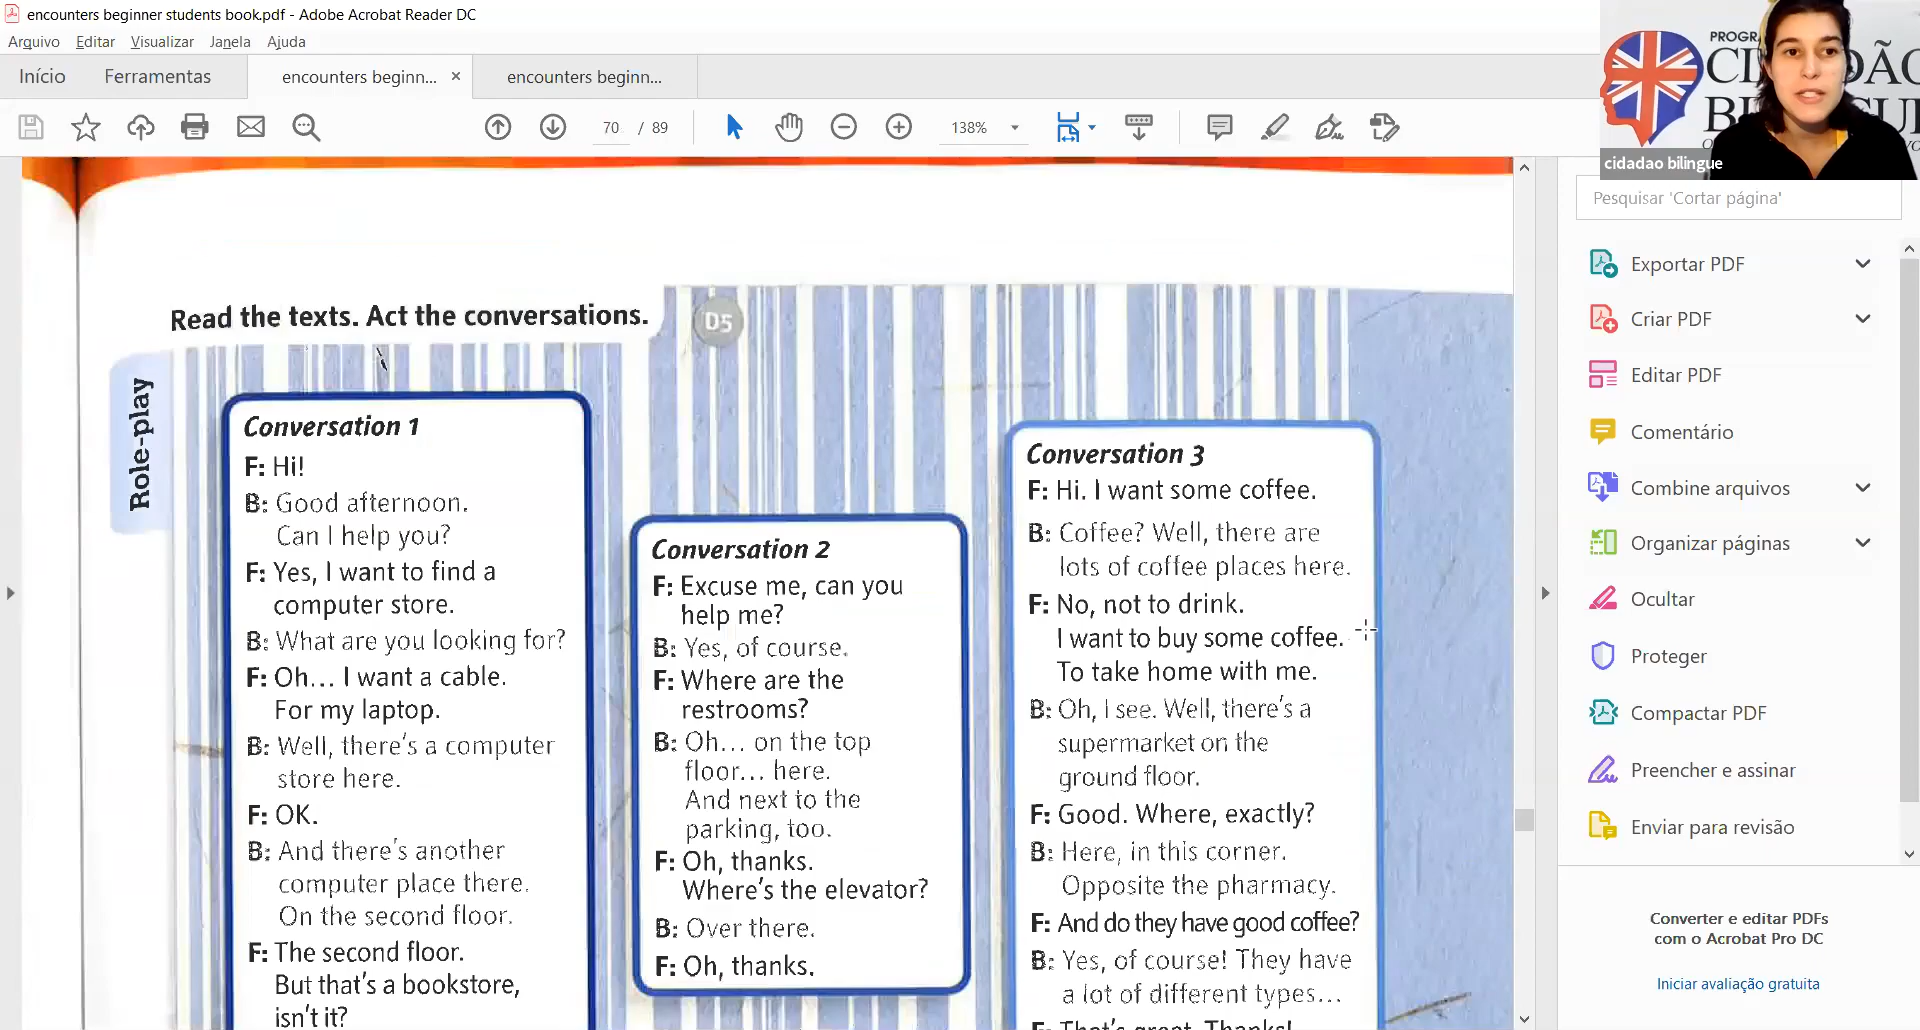 encounters beginner students book.pdf - Adobe Acrobat Reader DC
Arquivo Editar Visualizar Janela Ajuda
Início Ferramentas encounters beginn... × encounters beginn...
70 / 89 138%
PROGRA
CIDADÃO
cidadao bilingue
Pesquisar 'Cortar página'
Exportar PDF
Criar PDF
Editar PDF
Comentário
Combine arquivos
Organizar páginas
Ocultar
Proteger
Compactar PDF
Preencher e assinar
Enviar para revisão
Converter e editar PDFs
com o Acrobat Pro DC
Iniciar avaliação gratuita
Read the texts. Act the conversations. D5
Role-play
Conversation 1
F: Hi!
B: Good afternoon.
Can I help you?
F: Yes, I want to find a
computer store.
B: What are you looking for?
F: Oh... I want a cable.
For my laptop.
B: Well, there's a computer
store here.
F: OK.
B: And there's another
computer place there.
On the second floor.
F: The second floor.
But that's a bookstore,
isn't it?
Conversation 2
F: Excuse me, can you
help me?
B: Yes, of course.
F: Where are the
restrooms?
B: Oh... on the top
floor... here.
And next to the
parking, too.
F: Oh, thanks.
Where's the elevator?
B: Over there.
F: Oh, thanks.
Conversation 3
F: Hi. I want some coffee.
B: Coffee? Well, there are
lots of coffee places here.
F: No, not to drink.
I want to buy some coffee.
To take home with me.
B: Oh, I see. Well, there's a
supermarket on the
ground floor.
F: Good. Where, exactly?
B: Here, in this corner.
Opposite the pharmacy.
F: And do they have good coffee?
B: Yes, of course! They have
a lot of different types...
F: That's great. Thanks!